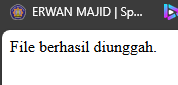 ERWAN MAJID | Sp...
File berhasil diunggah.